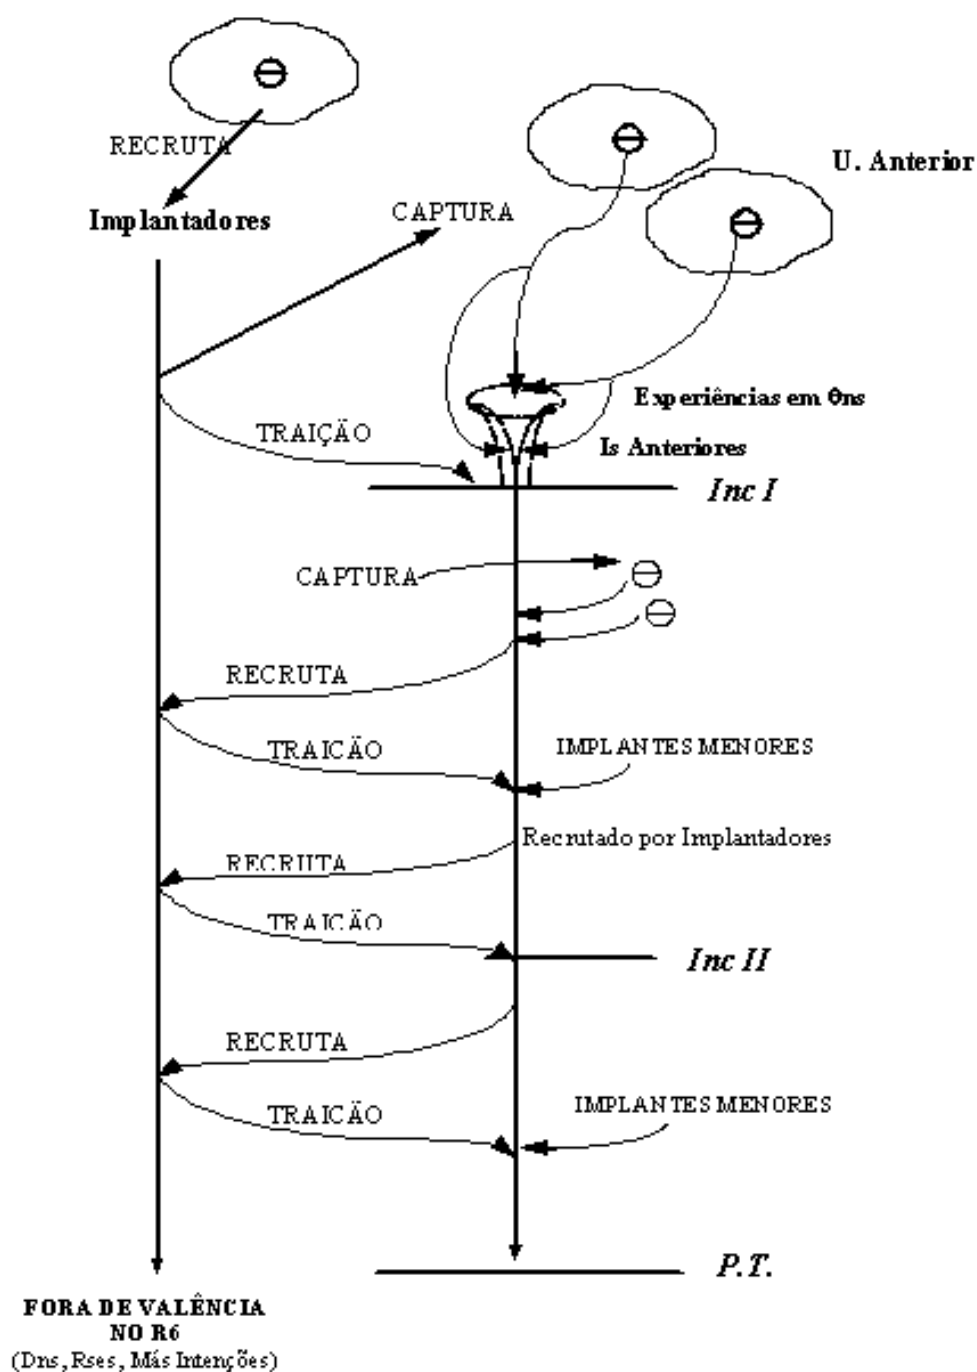 RECRUTA
U. Anterior
CAPTURA
Implantadores
Experiências em θns
TRAIÇÃO
Is Anteriores
Inc I
CAPTURA
RECRUTA
TRAICÃO
IMPLANTES MENORES
Recrutado por Implantadores
RECRUTA
TRAICÃO
Inc II
RECRUTA
TRAICÃO
IMPLANTES MENORES
P.T.
FORA DE VALÊNCIA
NO R6
(Dns, Rses, Más Intenções)